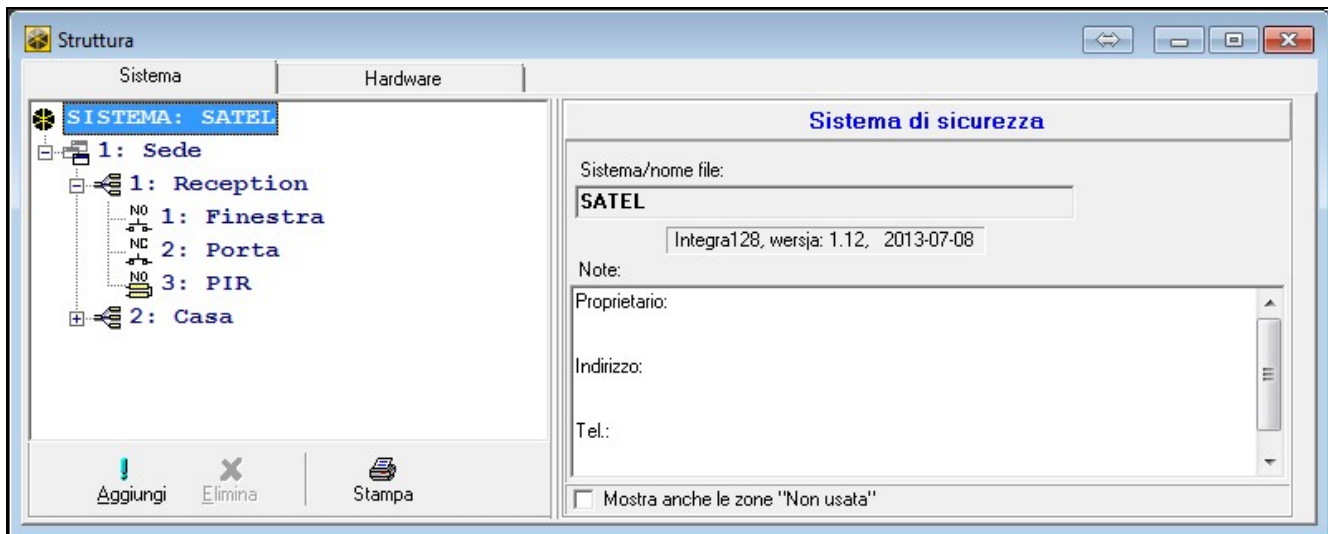 Struttura
Sistema
Hardware
SISTEMA: SATEL
1: Sede
1: Reception
NO 1: Finestra
NC 2: Porta
NO 3: PIR
2: Casa
Aggiungi
Elimina
Stampa
Sistema di sicurezza
Sistema/nome file:
SATEL
Integra128, wersja: 1.12, 2013-07-08
Note:
Proprietario:
Indirizzo:
Tel.:
Mostra anche le zone "Non usata"